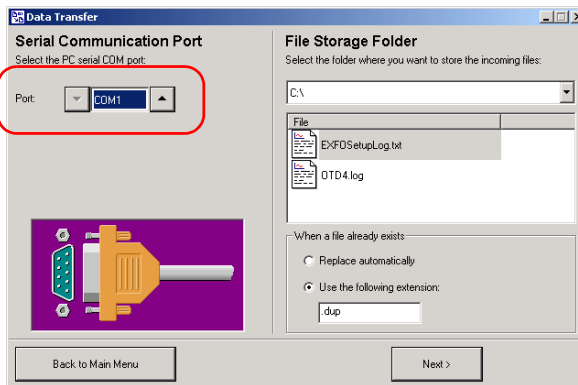 Data Transfer
Serial Communication Port
Select the PC serial COM port:
Port:
COM1
File Storage Folder
Select the folder where you want to store the incoming files:
C:\
File
EXFOSetupLog.txt
OTD4.log
When a file already exists
Replace automatically
Use the following extension:
.dup
Back to Main Menu
Next >